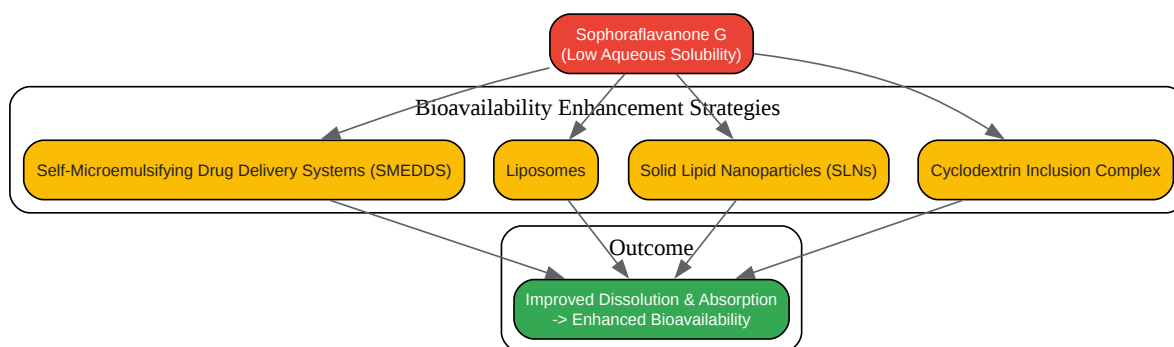 Sophoraflavanone G
(Low Aqueous Solubility)
Bioavailability Enhancement Strategies
Self-Microemulsifying Drug Delivery Systems (SMEDDS)
Liposomes
Solid Lipid Nanoparticles (SLNs)
Cyclodextrin Inclusion Complex
Outcome
Improved Dissolution & Absorption
-> Enhanced Bioavailability